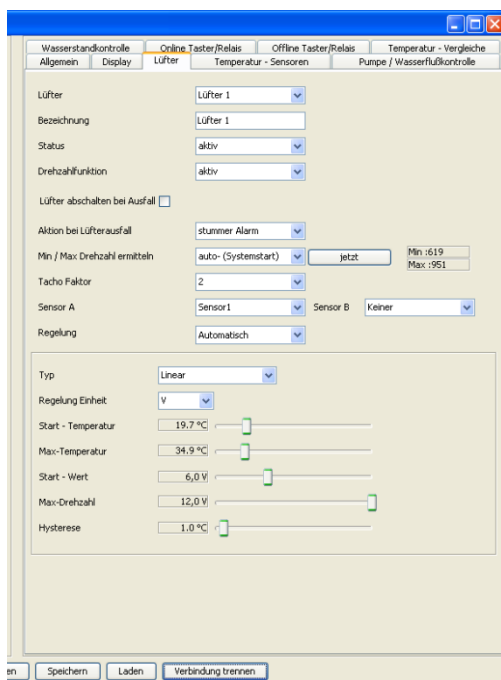 Wasserstandkontrolle Online Taster/Relais Offline Taster/Relais Temperatur - Vergleiche
Allgemein Display Lüfter Temperatur - Sensoren Pumpe / Wasserflußkontrolle
Lüfter Lüfter 1
Bezeichnung Lüfter 1
Status aktiv
Drehzahlfunktion aktiv
Lüfter abschalten bei Ausfall
Aktion bei Lüfterausfall stummer Alarm
Min / Max Drehzahl ermitteln auto- (Systemstart) jetzt Min :619
Max :951
Tacho Faktor 2
Sensor A Sensor1 Sensor B Keiner
Regelung Automatisch
Typ Linear
Regelung Einheit V
Start - Temperatur 19.7 °C
Max-Temperatur 34.9 °C
Start - Wert 6,0 V
Max-Drehzahl 12,0 V
Hysterese 1.0 °C
en Speichern Laden Verbindung trennen